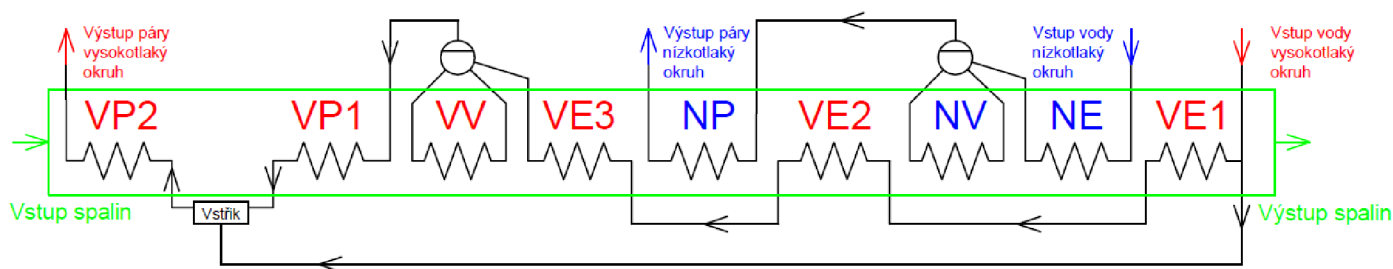 Výstup páry
vysokotlaký
okruh
Výstup páry
nízkotlaký
okruh
Vstup vody
nízkotlaký
okruh
Vstup vody
vysokotlaký
okruh
VP2
VP1
VV
VE3
NP
VE2
NV
NE
VE1
Vstup spalin
Vstřik
Výstup spalin